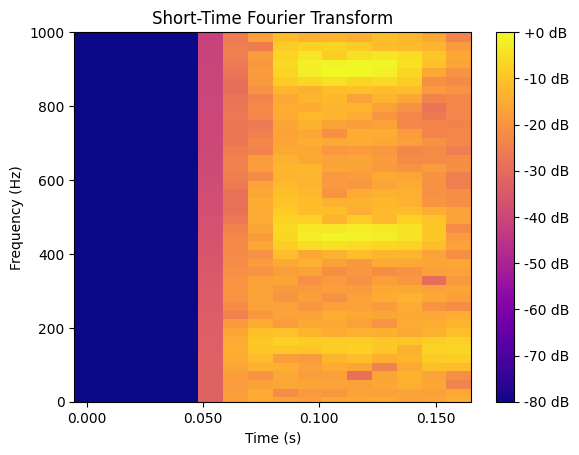 Short-Time Fourier Transform
1000
800
600
400
200
0
Frequency (Hz)
0.000
0.050
0.100
0.150
Time (s)
+0 dB
-10 dB
-20 dB
-30 dB
-40 dB
-50 dB
-60 dB
-70 dB
-80 dB